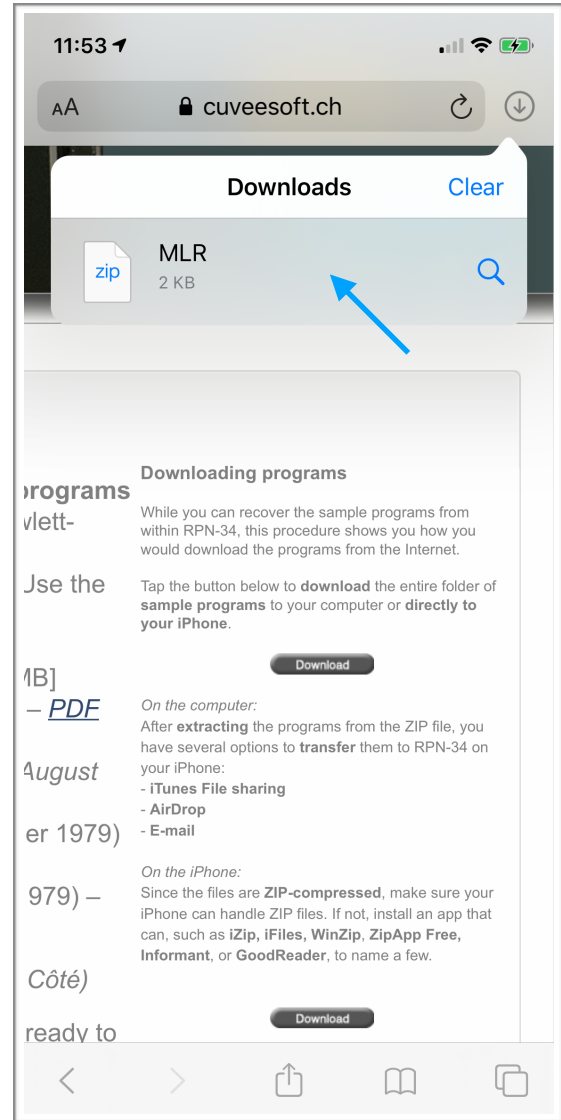 11:53
AA
cuveesoft.ch
Downloads
Clear
zip
MLR
2 KB
programs
wlett-
Use the
MB]
– PDF
August
er 1979)
979) –
Côté)
ready to
Downloading programs
While you can recover the sample programs from
within RPN-34, this procedure shows you how you
would download the programs from the Internet.
Tap the button below to download the entire folder of
sample programs to your computer or directly to
your iPhone.
Download
On the computer:
After extracting the programs from the ZIP file, you
have several options to transfer them to RPN-34 on
your iPhone:
- iTunes File sharing
- AirDrop
- E-mail
On the iPhone:
Since the files are ZIP-compressed, make sure your
iPhone can handle ZIP files. If not, install an app that
can, such as iZip, iFiles, WinZip, ZipApp Free,
Informant, or GoodReader, to name a few.
Download